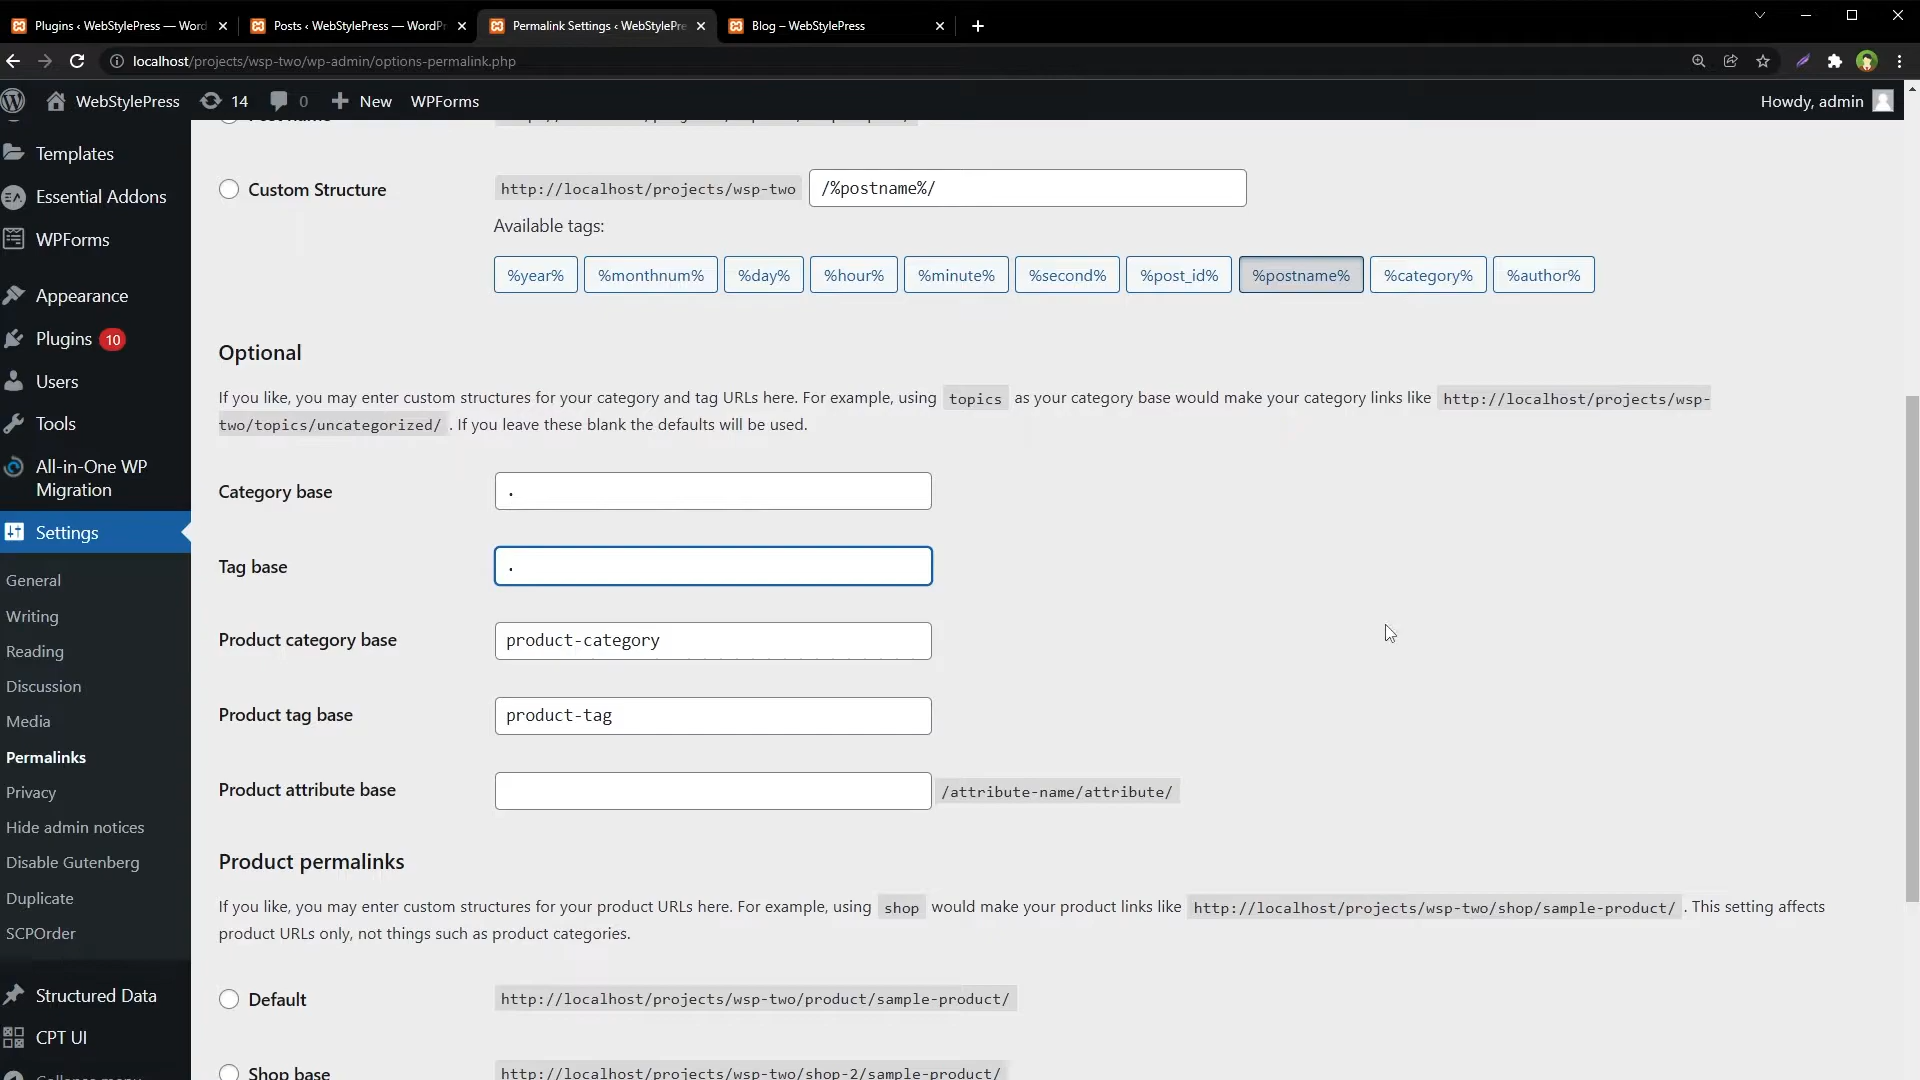 Plugins ‹ WebStylePress — Word
Posts ‹ WebStylePress — WordPr
Permalink Settings ‹ WebStylePre
Blog – WebStylePress
localhost/projects/wsp-two/wp-admin/options-permalink.php
WebStylePress
14
0
New
WPForms
Howdy, admin
Templates
Essential Addons
WPForms
Appearance
Plugins 10
Users
Tools
All-in-One WP
Migration
Settings
General
Writing
Reading
Discussion
Media
Permalinks
Privacy
Hide admin notices
Disable Gutenberg
Duplicate
SCPOrder
Structured Data
CPT UI
Collapse menu
Custom Structure
http://localhost/projects/wsp-two
/%postname%/
Available tags:
%year%
%monthnum%
%day%
%hour%
%minute%
%second%
%post_id%
%postname%
%category%
%author%
Optional
If you like, you may enter custom structures for your category and tag URLs here. For example, using topics as your category base would make your category links like http://localhost/projects/wsp-
two/topics/uncategorized/ . If you leave these blank the defaults will be used.
Category base
.
Tag base
.
Product category base
product-category
Product tag base
product-tag
Product attribute base
/attribute-name/attribute/
Product permalinks
If you like, you may enter custom structures for your product URLs here. For example, using shop would make your product links like http://localhost/projects/wsp-two/shop/sample-product/ . This setting affects
product URLs only, not things such as product categories.
Default
http://localhost/projects/wsp-two/product/sample-product/
Shop base
http://localhost/projects/wsp-two/shop-2/sample-product/